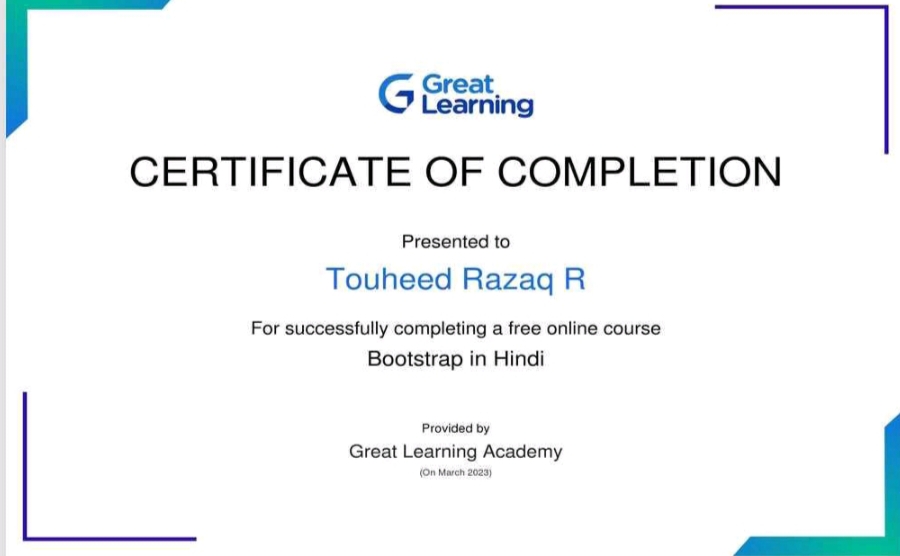 Great
Learning
CERTIFICATE OF COMPLETION
Presented to
Touheed Razaq R
For successfully completing a free online course
Bootstrap in Hindi
Provided by
Great Learning Academy
(On March 2023)